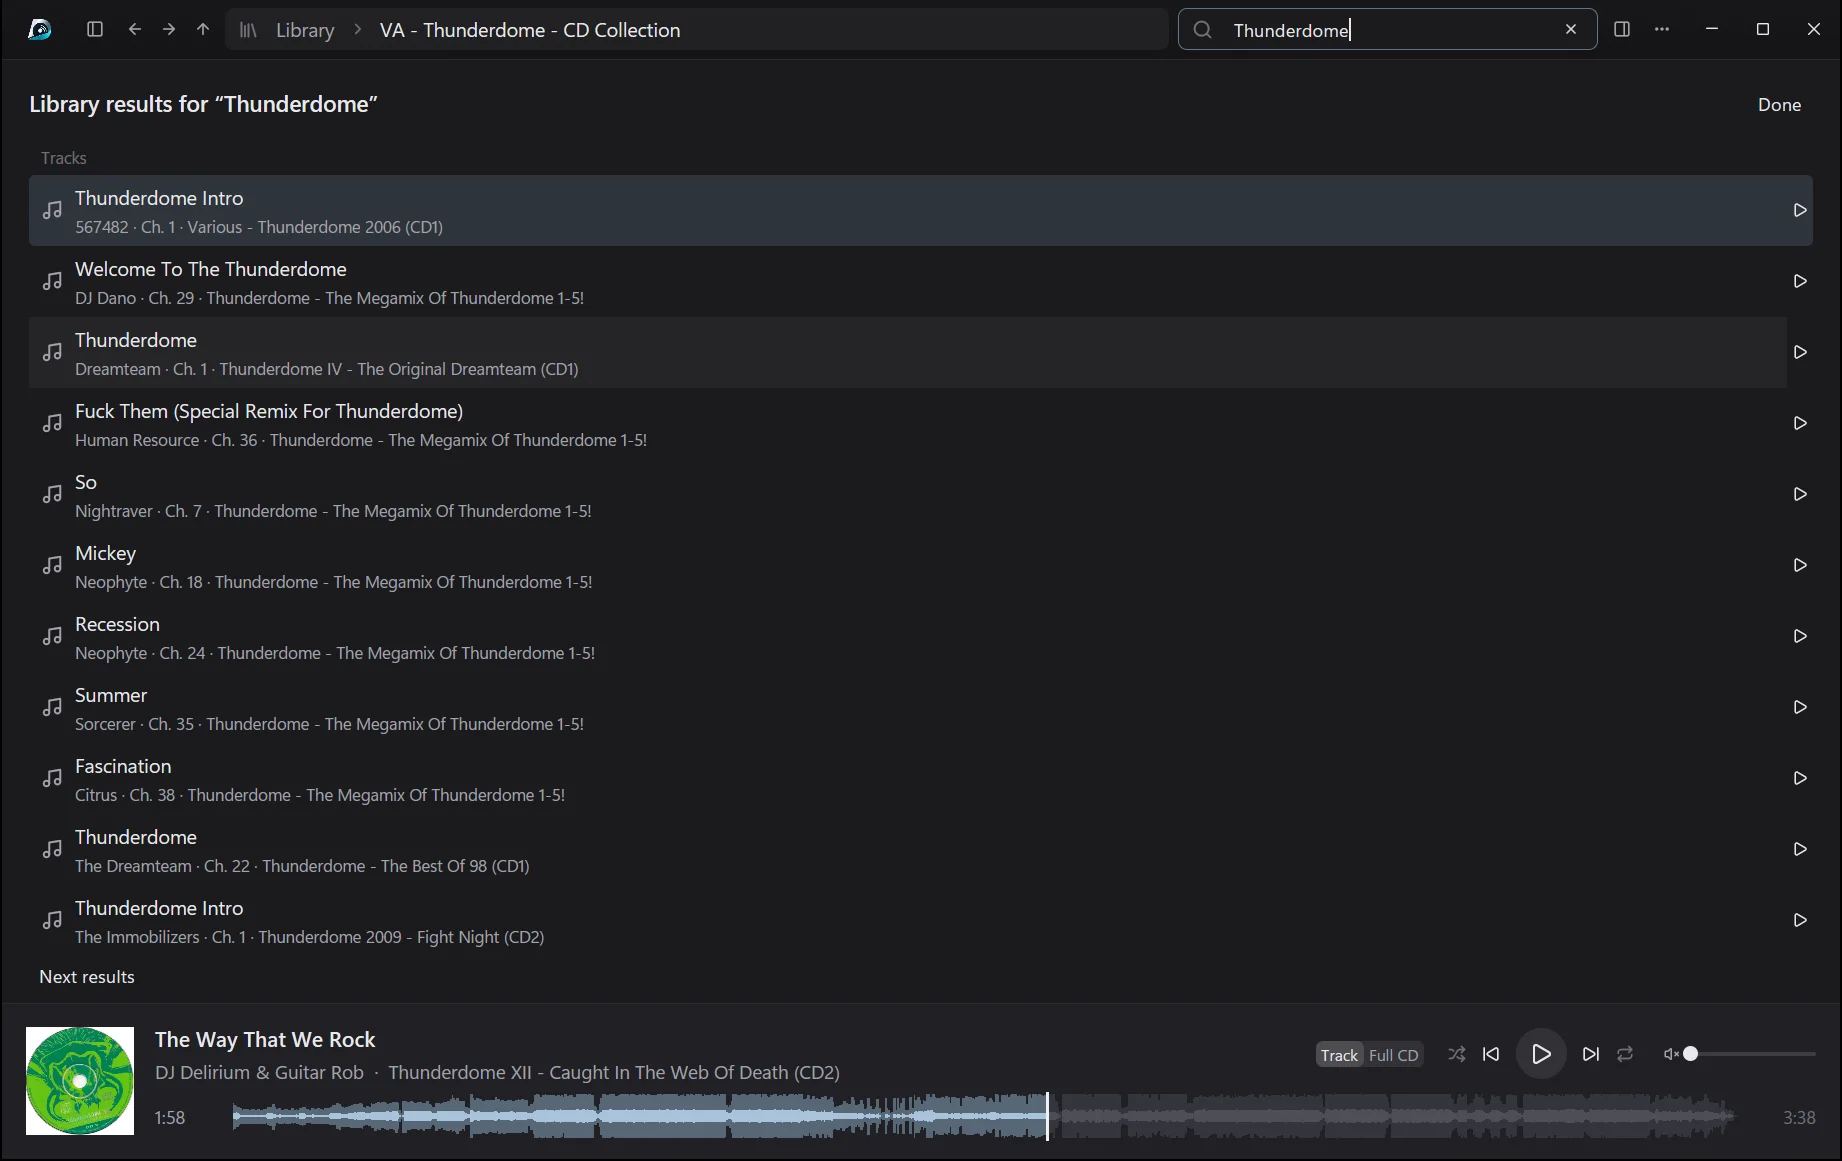 Library > VA - Thunderdome - CD Collection
Thunderdome
Library results for “Thunderdome”
Done
Tracks
Thunderdome Intro
567482 · Ch. 1 · Various - Thunderdome 2006 (CD1)
Welcome To The Thunderdome
DJ Dano · Ch. 29 · Thunderdome - The Megamix Of Thunderdome 1-5!
Thunderdome
Dreamteam · Ch. 1 · Thunderdome IV - The Original Dreamteam (CD1)
Fuck Them (Special Remix For Thunderdome)
Human Resource · Ch. 36 · Thunderdome - The Megamix Of Thunderdome 1-5!
So
Nightraver · Ch. 7 · Thunderdome - The Megamix Of Thunderdome 1-5!
Mickey
Neophyte · Ch. 18 · Thunderdome - The Megamix Of Thunderdome 1-5!
Recession
Neophyte · Ch. 24 · Thunderdome - The Megamix Of Thunderdome 1-5!
Summer
Sorcerer · Ch. 35 · Thunderdome - The Megamix Of Thunderdome 1-5!
Fascination
Citrus · Ch. 38 · Thunderdome - The Megamix Of Thunderdome 1-5!
Thunderdome
The Dreamteam · Ch. 22 · Thunderdome - The Best Of 98 (CD1)
Thunderdome Intro
The Immobilizers · Ch. 1 · Thunderdome 2009 - Fight Night (CD2)
Next results
The Way That We Rock
DJ Delirium & Guitar Rob · Thunderdome XII - Caught In The Web Of Death (CD2)
Track Full CD
1:58
3:38